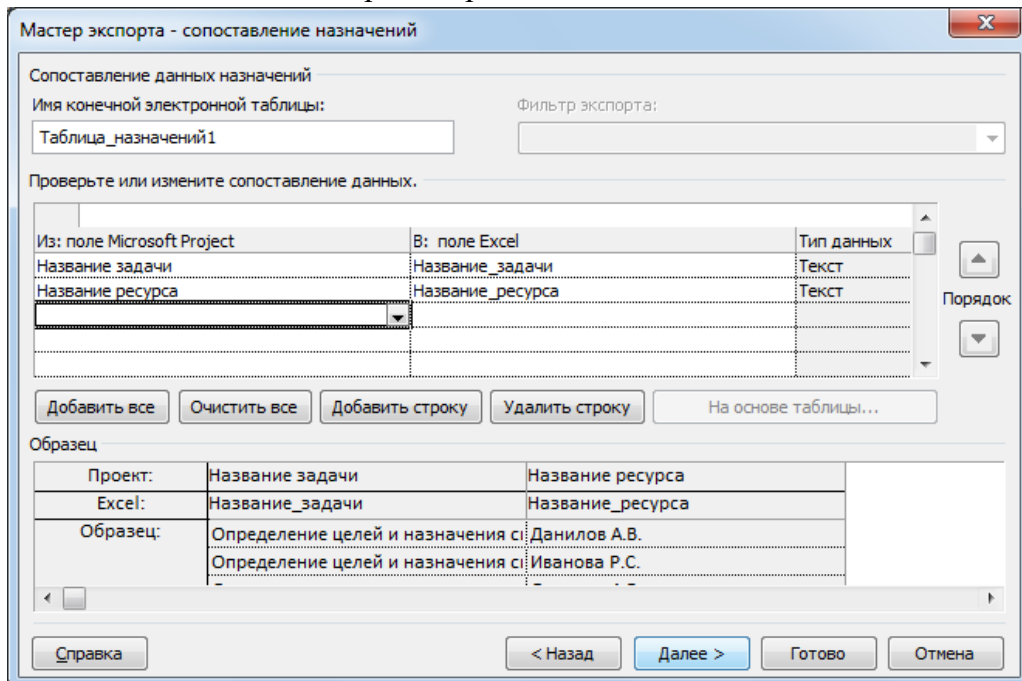 Мастер экспорта - сопоставление назначений
Сопоставление данных назначений
Имя конечной электронной таблицы: Фильтр экспорта:
Таблица_назначений1
Проверьте или измените сопоставление данных.
Из: поле Microsoft Project В: поле Excel Тип данных
Название задачи Название_задачи Текст
Название ресурса Название_ресурса Текст
Порядок
Добавить все Очистить все Добавить строку Удалить строку На основе таблицы...
Образец
Проект: Название задачи Название ресурса
Excel: Название_задачи Название_ресурса
Образец: Определение целей и назначения Данилов А.В.
Определение целей и назначения Иванова Р.С.
Справка < Назад Далее > Готово Отмена